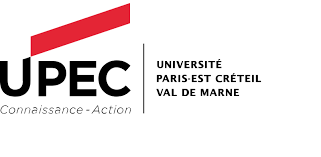 UPEC
Connaissance - Action
UNIVERSITÉ
PARIS-EST CRÉTEIL
VAL DE MARNE